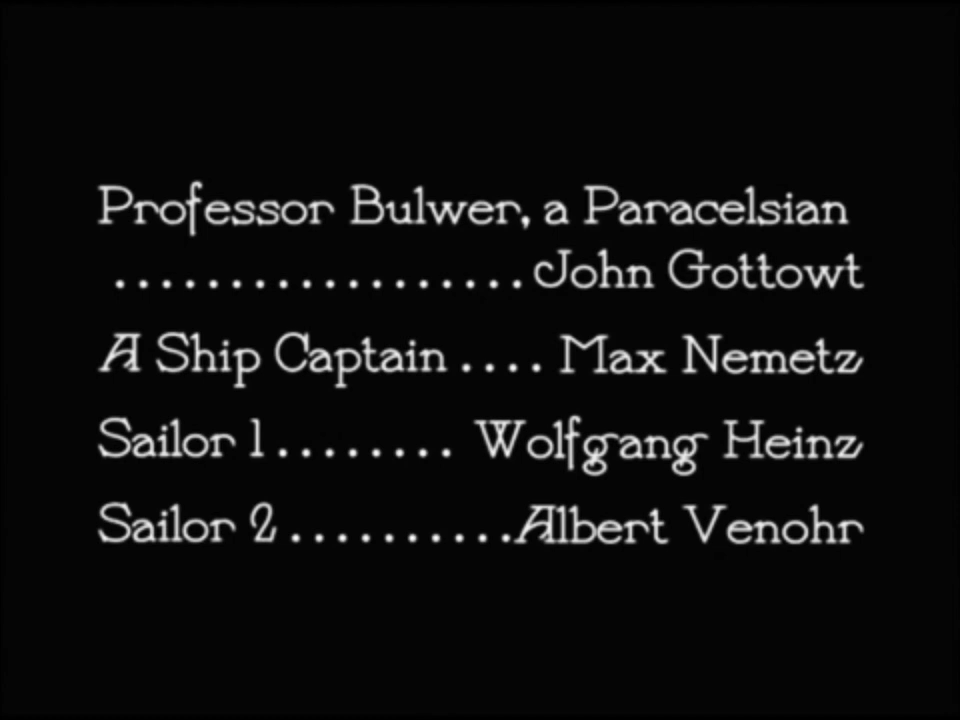 Professor Bulwer, a Paracelsian
..................John Gottowt
A Ship Captain .... Max Nemetz
Sailor 1........ Wolfgang Heinz
Sailor 2..........Albert Venohr